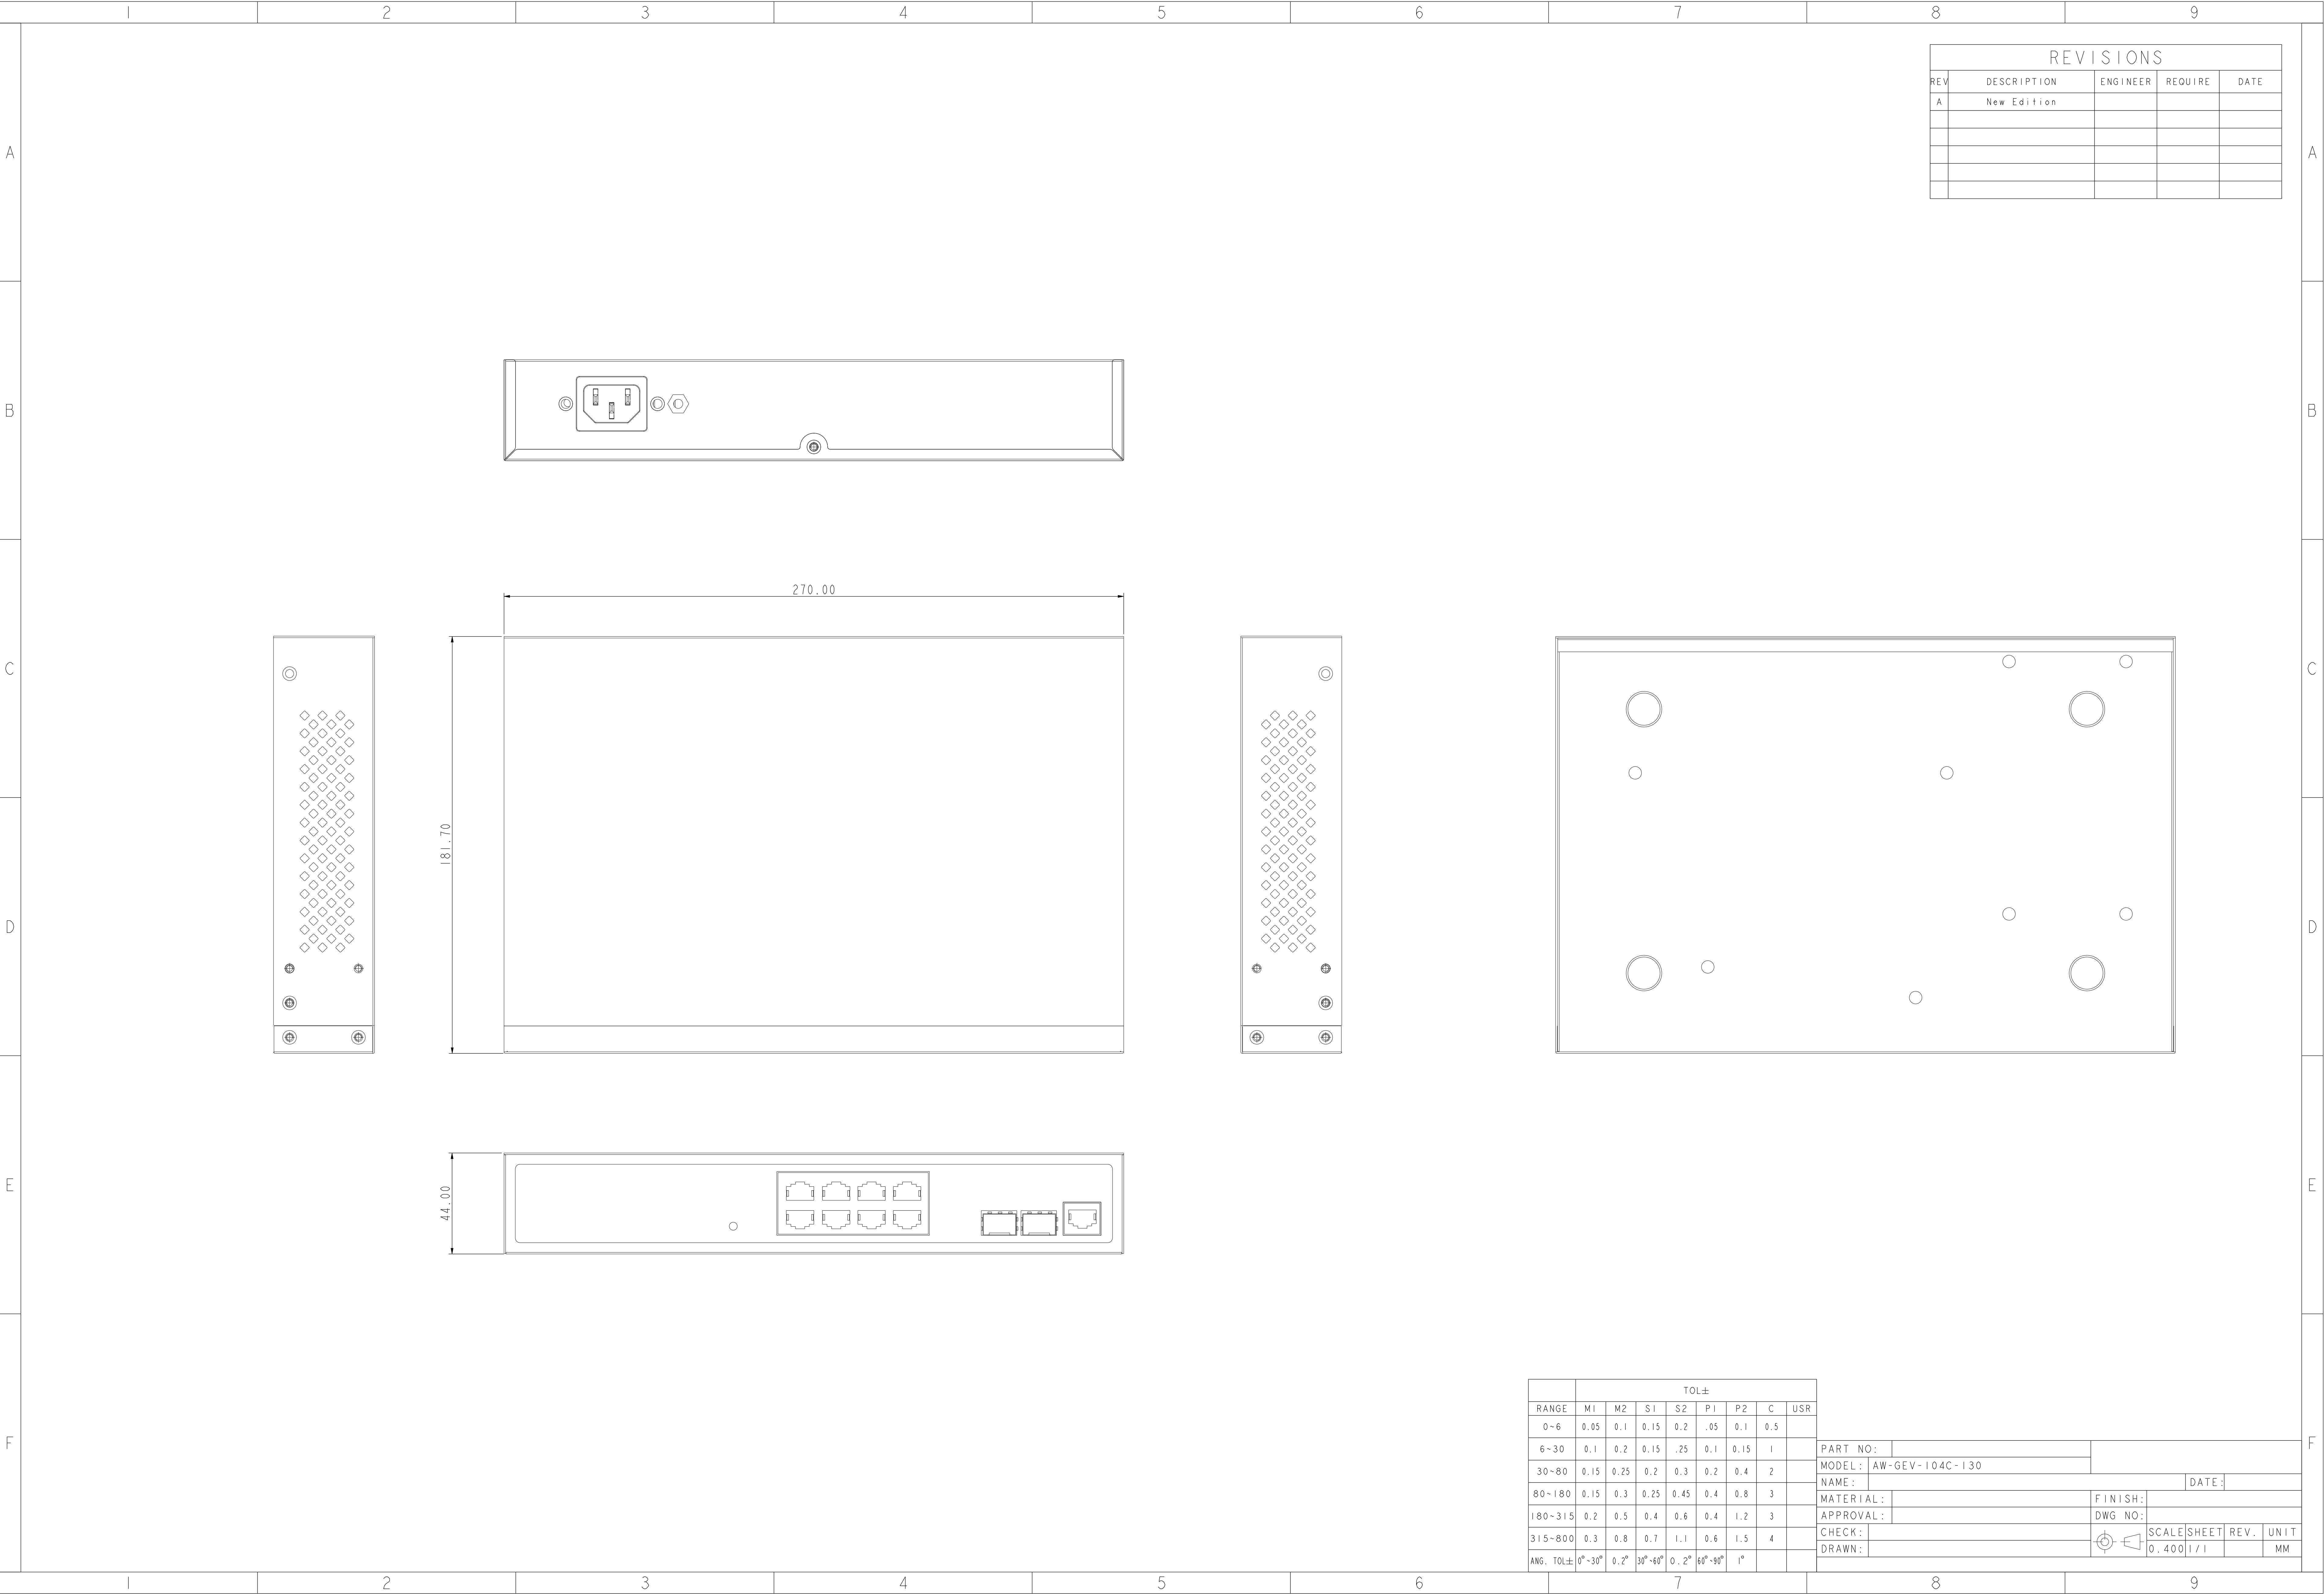 1 2 3 4 5 6 7 8 9
REVISIONS
REV DESCRIPTION ENGINEER REQUIRE DATE
A New Edition
A A
B B
270.00
C C
181.70
D D
44.00
E E
F F
TOL±
RANGE M1 M2 S1 S2 P1 P2 C USR
0~6 0.05 0.1 0.15 0.2 .05 0.1 0.5
6~30 0.1 0.2 0.15 .25 0.1 0.15 1
30~80 0.15 0.25 0.2 0.3 0.2 0.4 2
80~180 0.15 0.3 0.25 0.45 0.4 0.8 3
180~315 0.2 0.5 0.4 0.6 0.4 1.2 3
315~800 0.3 0.8 0.7 1.1 0.6 1.5 4
ANG. TOL± 0°~30° 0.2° 30°~60° 0.2° 60°~90° 1°
PART NO:
MODEL: AW-GEV-104C-130
NAME: DATE:
MATERIAL: FINISH:
APPROVAL: DWG NO:
CHECK: SCALE SHEET REV. UNIT
DRAWN: 0.400 1/1 MM
1 2 3 4 5 6 7 8 9